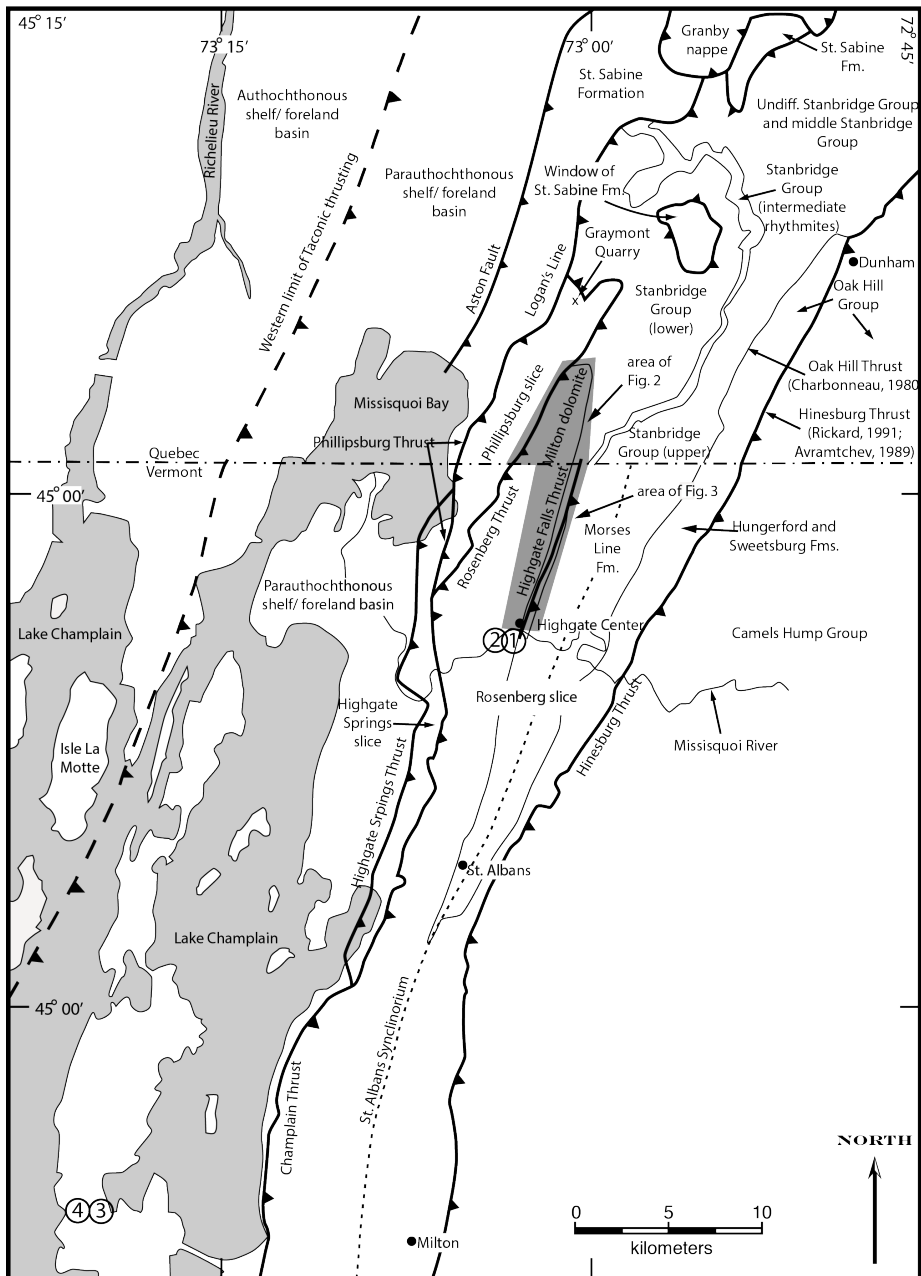 45° 15’
73° 15’
73° 00’
72° 45’
Granby
nappe
St. Sabine
Fm.
St. Sabine
Formation
Authochthonous
shelf/ foreland
basin
Richelieu River
Undiff. Stanbridge Group
and middle Stanbridge
Group
Western limit of Taconic thrusting
Parauthochthonous
shelf/ foreland
basin
Window of
St. Sabine Fm.
Stanbridge
Group
(intermediate
rhythmites)
Graymont
Quarry
x
Aston Fault
Logan’s Line
Dunham
Oak Hill
Group
Stanbridge
Group
(lower)
area of
Fig. 2
Oak Hill Thrust
(Charbonneau, 1980
Missisquoi Bay
Phillipsburg slice
Milton dolomite
Hinesburg Thrust
(Rickard, 1991;
Avramtchev, 1989)
Phillipsburg Thrust
Stanbridge
Group (upper)
Quebec
Vermont
45° 00’
area of Fig. 3
Rosenberg Thrust
Highgate Falls Thrust
Morses
Line
Fm.
Hungerford and
Sweetsburg Fms.
Parauthochthonous
shelf/ foreland basin
Lake Champlain
Highgate Center
2
1
Camels Hump Group
Rosenberg slice
Highgate
Springs
slice
Hinesburg Thrust
Missisquoi River
Isle La
Motte
Highgate Srpings Thrust
St. Albans
Lake Champlain
45° 00’
St. Albans Synclinorium
Champlain Thrust
NORTH
4
3
0
5
10
kilometers
Milton